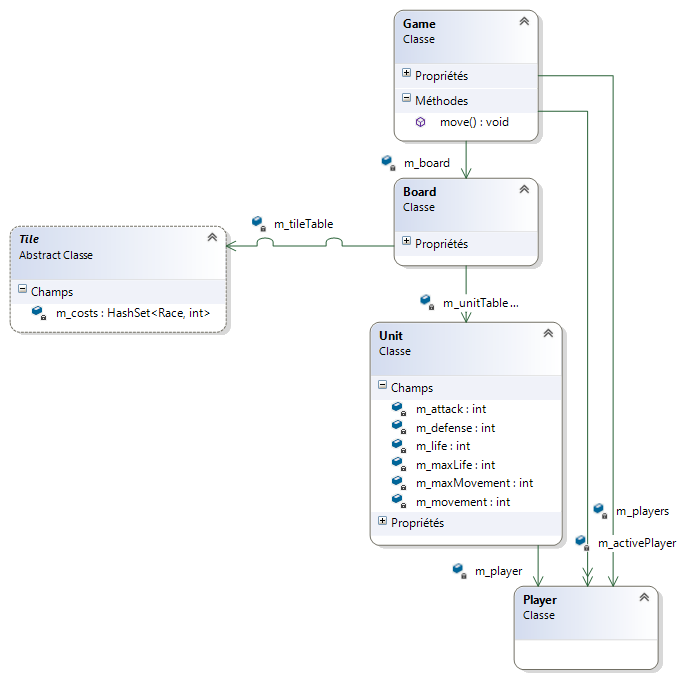 Game
Classe
Propriétés
Méthodes
move() : void
m_board
Board
Classe
Propriétés
m_tileTable
Tile
Abstract Classe
Champs
m_costs : HashSet<Race, int>
m_unitTable...
Unit
Classe
Champs
m_attack : int
m_defense : int
m_life : int
m_maxLife : int
m_maxMovement : int
m_movement : int
Propriétés
m_players
m_activePlayer
m_player
Player
Classe